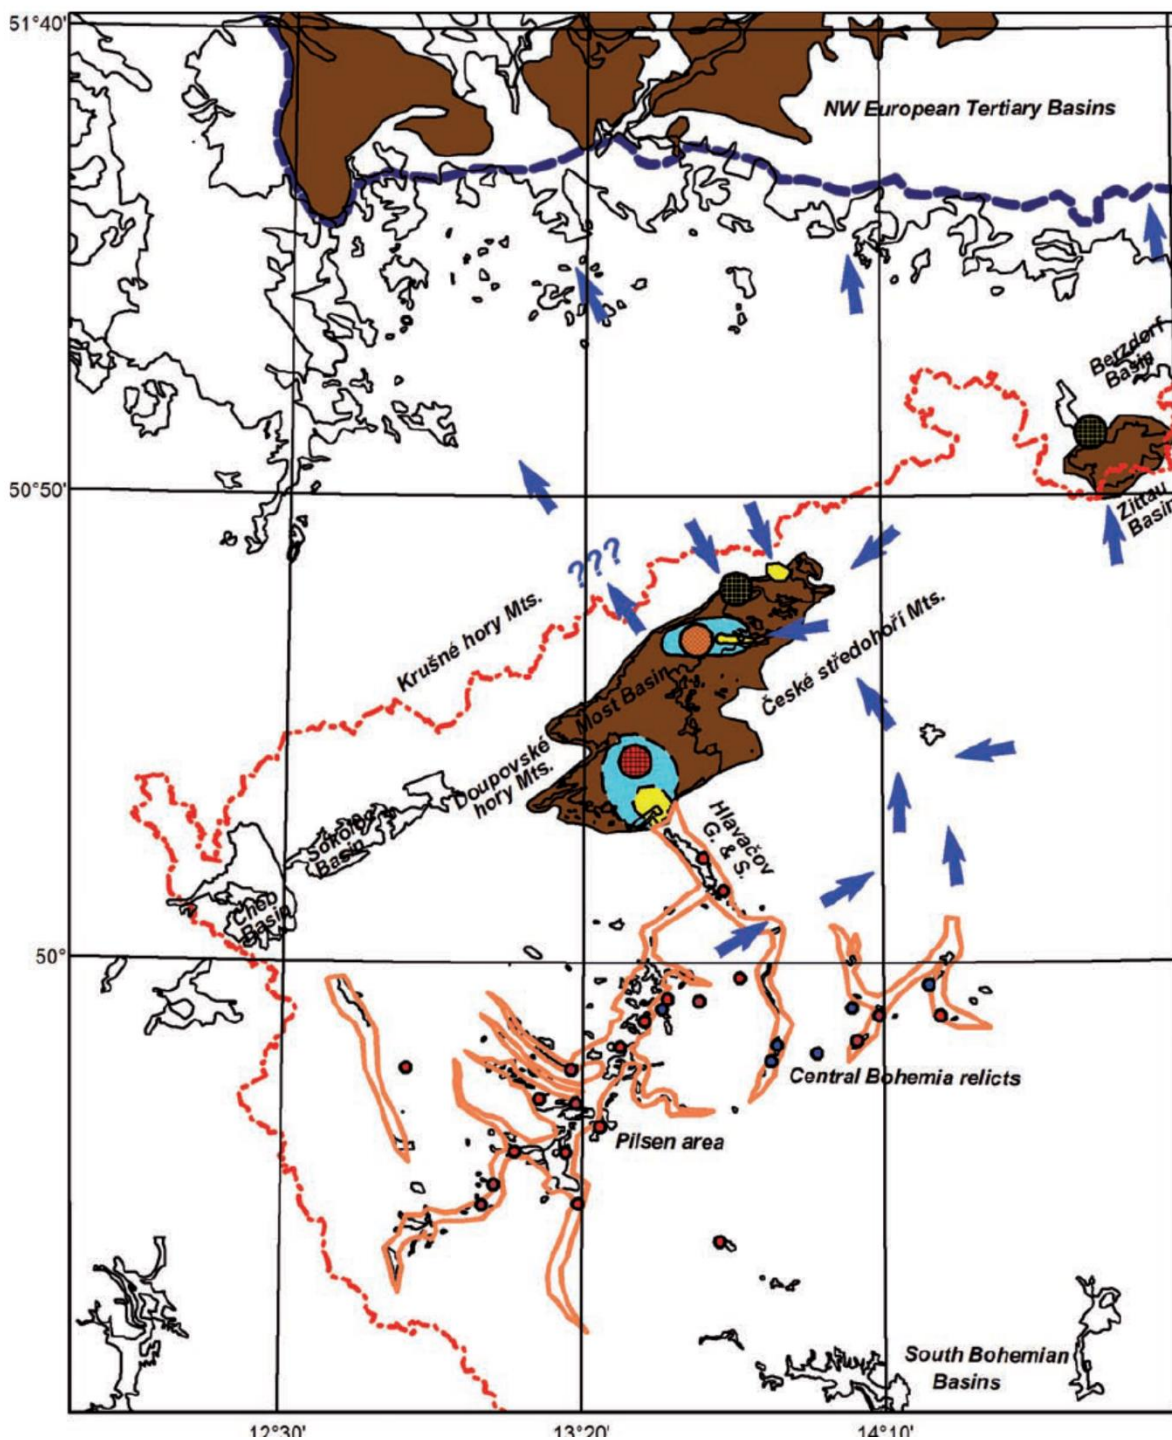 51°40'
NW European Tertiary Basins
Berzdorf
Basin
50°50'
Zittau
Basin
???
Krušné hory Mts.
České středohoří Mts.
Most Basin
Doupovské
hory Mts.
Sokolov
Basin
Hlavačov
G. & S.
Cheb
Basin
50°
Central Bohemia relicts
Pilsen area
South Bohemian
Basins
12°30'
13°20'
14°10'